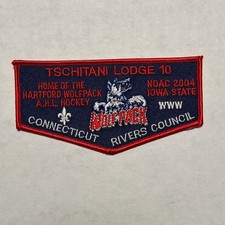 TSCHITANI LODGE 10
HOME OF THE
HARTFORD WOLFPACK
A.H.L. HOCKEY
NOAC 2004
IOWA STATE
WWW
WOLF PACK
CONNECTICUT RIVERS COUNCIL